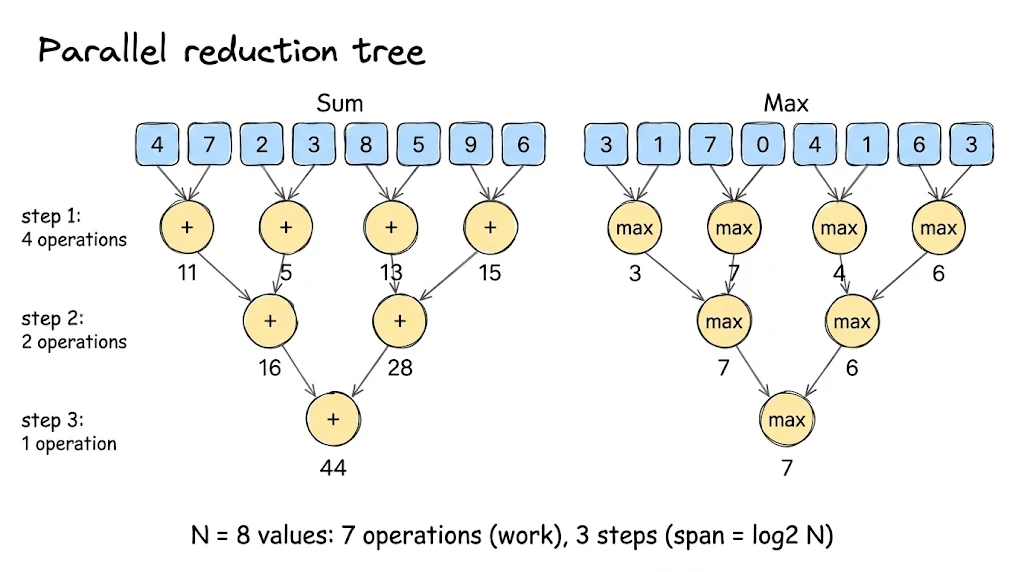 Parallel reduction tree
Sum Max
4 7 2 3 8 5 9 6 3 1 7 0 4 1 6 3
step 1:
4 operations
+ + + + max max max max
11 5 13 15 3 7 4 6
step 2:
2 operations
+ + max max
16 28 7 6
step 3:
1 operation
+ max
44 7
N = 8 values: 7 operations (work), 3 steps (span = log2 N)